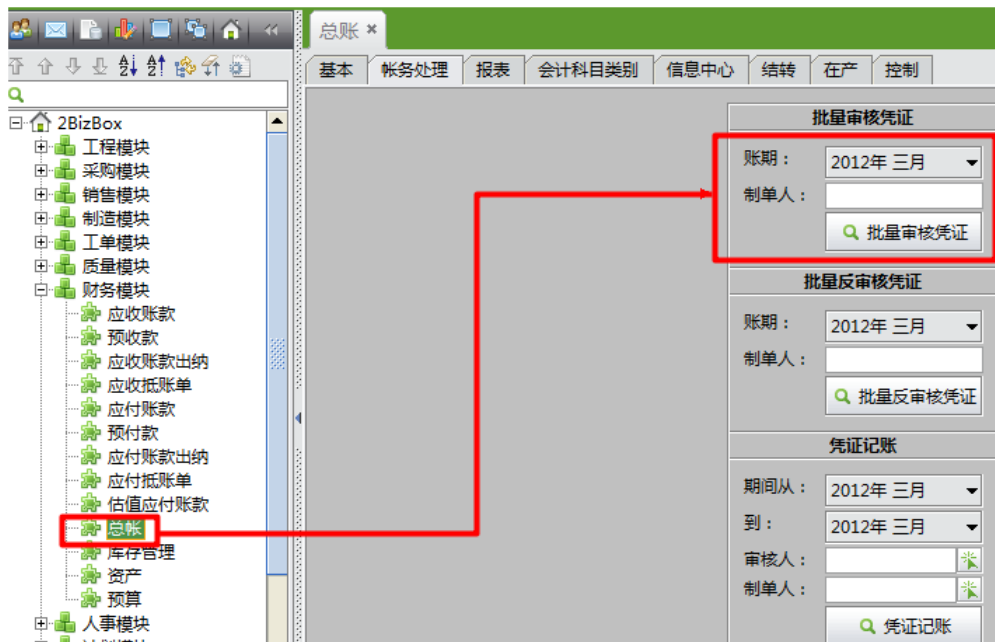 总账
基本 帐务处理 报表 会计科目类别 信息中心 结转 在产 控制
2BizBox
工程模块
采购模块
销售模块
制造模块
工单模块
质量模块
财务模块
应收账款
预收款
应收账款出纳
应收抵账单
应付账款
预付款
应付账款出纳
应付抵账单
估值应付账款
总帐
库存管理
资产
预算
人事模块
批量审核凭证
账期： 2012年 三月
制单人：
批量审核凭证
批量反审核凭证
账期： 2012年 三月
制单人：
批量反审核凭证
凭证记账
期间从： 2012年 三月
到： 2012年 三月
审核人：
制单人：
凭证记账